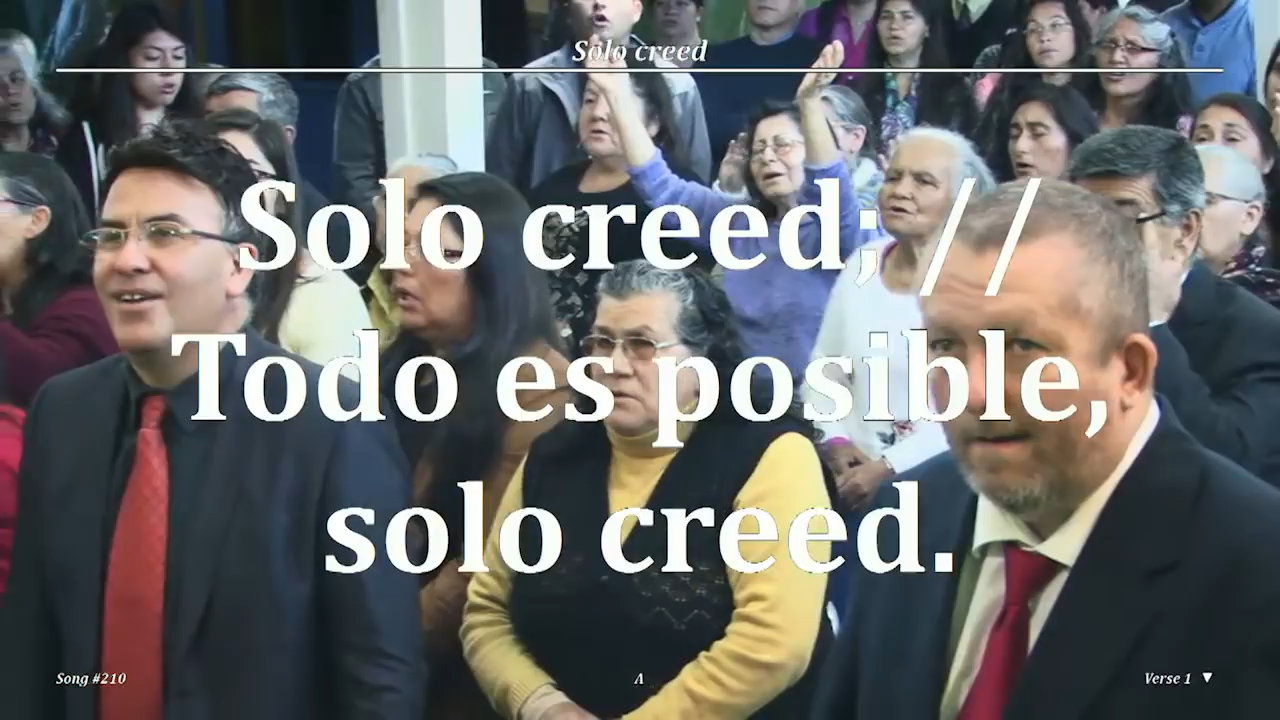 Solo creed
Solo creed; //
Todo es posible,
solo creed.
Song #210
Λ
Verse 1 ▼